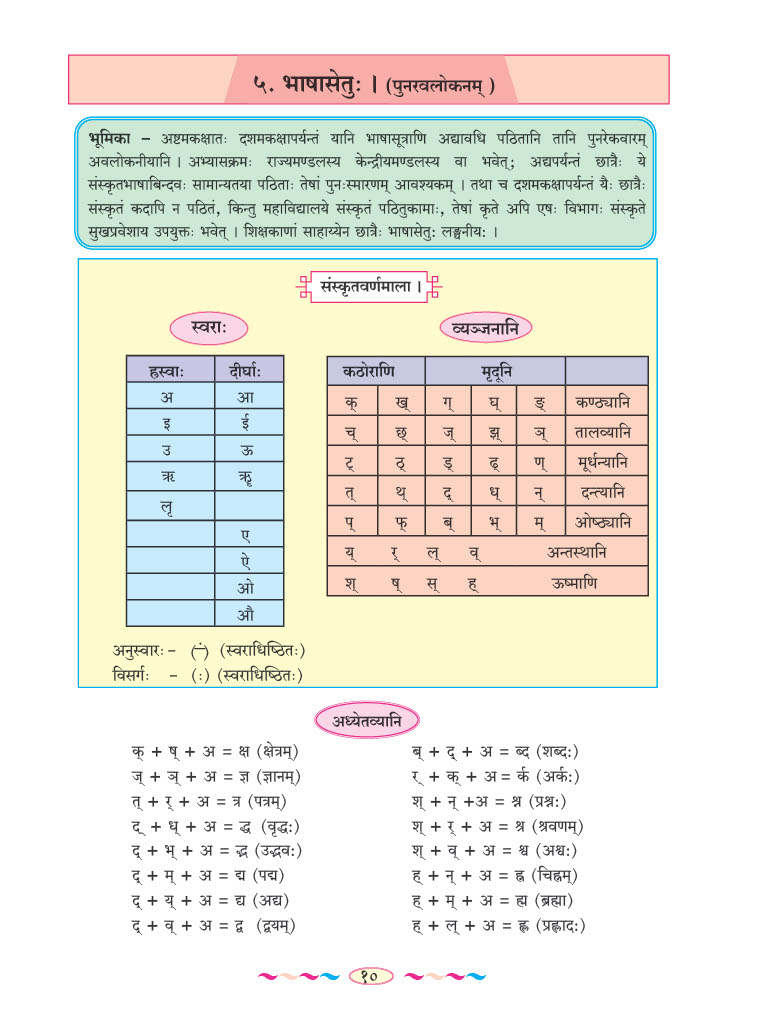 ५. भाषासेतुः । (पुनरवलोकनम् )
भूमिका – अष्टमकक्षातः दशमकक्षापर्यन्तं यानि भाषासूत्राणि अद्यावधि पठितानि तानि पुनरेकवारम्
अवलोकनीयानि । अभ्यासक्रमः राज्यमण्डलस्य केन्द्रीयमण्डलस्य वा भवेत्; अद्यपर्यन्तं छात्रैः ये
संस्कृतभाषाबिन्दवः सामान्यतया पठिताः तेषां पुनःस्मारणम् आवश्यकम् । तथा च दशमकक्षापर्यन्तं यैः छात्रैः
संस्कृतं कदापि न पठितं, किन्तु महाविद्यालये संस्कृतं पठितुकामाः, तेषां कृते अपि एषः विभागः संस्कृते
सुखप्रवेशाय उपयुक्तः भवेत् । शिक्षकाणां साहाय्येन छात्रैः भाषासेतुः लङ्घनीयः ।
संस्कृतवर्णमाला ।
स्वराः
ह्रस्वाः दीर्घाः
अ आ
इ ई
उ ऊ
ऋ ॠ
लृ
ए
ऐ
ओ
औ
व्यञ्जनानि
कठोराणि मृदूनि
क् ख् ग् घ् ङ् कण्ठ्यानि
च् छ् ज् झ् ञ् तालव्यानि
ट् ठ् ड् ढ् ण् मूर्धन्यानि
त् थ् द् ध् न् दन्त्यानि
प् फ् ब् भ् म् ओष्ठ्यानि
य् र् ल् व् अन्तस्थानि
श् ष् स् ह् ऊष्माणि
अनुस्वारः – (∸) (स्वराधिष्ठितः)
विसर्गः – (ः) (स्वराधिष्ठितः)
अध्येतव्यानि
क् + ष् + अ = क्ष (क्षेत्रम्)
ज् + ञ् + अ = ज्ञ (ज्ञानम्)
त् + र् + अ = त्र (पत्रम्)
द् + ध् + अ = द्ध (वृद्धः)
द् + भ् + अ = द्भ (उद्भवः)
द् + म् + अ = द्म (पद्म)
द् + य् + अ = द्य (अद्य)
द् + व् + अ = द्व (द्वयम्)
ब् + द् + अ = ब्द (शब्दः)
र् + क् + अ = र्क (अर्कः)
श् + न् +अ = श्न (प्रश्नः)
श् + र् + अ = श्र (श्रवणम्)
श् + व् + अ = श्व (अश्वः)
ह् + न् + अ = ह्न (चिह्नम्)
ह् + म् + अ = ह्म (ब्रह्मा)
ह् + ल् + अ = ह्ल (प्रह्लादः)
१०